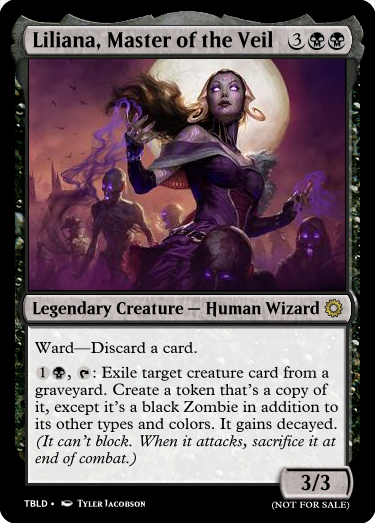 Liliana, Master of the Veil 3
Legendary Creature — Human Wizard
Ward—Discard a card.
1, : Exile target creature card from a
graveyard. Create a token that's a copy of
it, except it's a black Zombie in addition to
its other types and colors. It gains decayed.
(It can't block. When it attacks, sacrifice it at
end of combat.)
3/3
TBLD • Tyler Jacobson
(NOT FOR SALE)